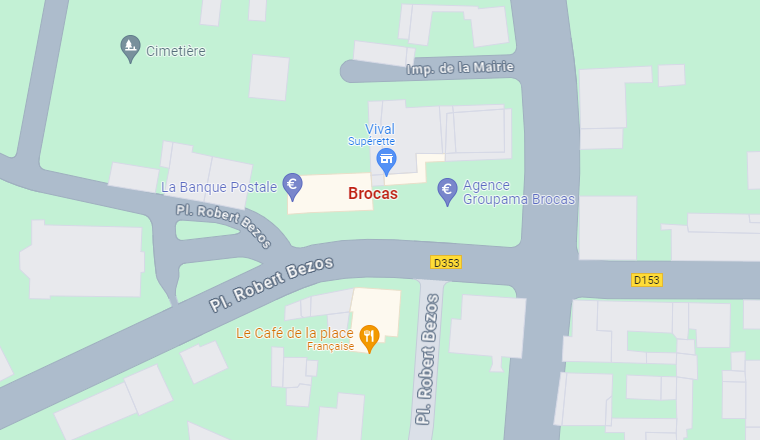 Cimetière
Imp. de la Mairie
Vival
Supérette
La Banque Postale
Brocas
Agence
Groupama Brocas
Pl. Robert Bezos
Pl. Robert Bezos
D353
D153
Le Café de la place
Française
Pl. Robert Bezos